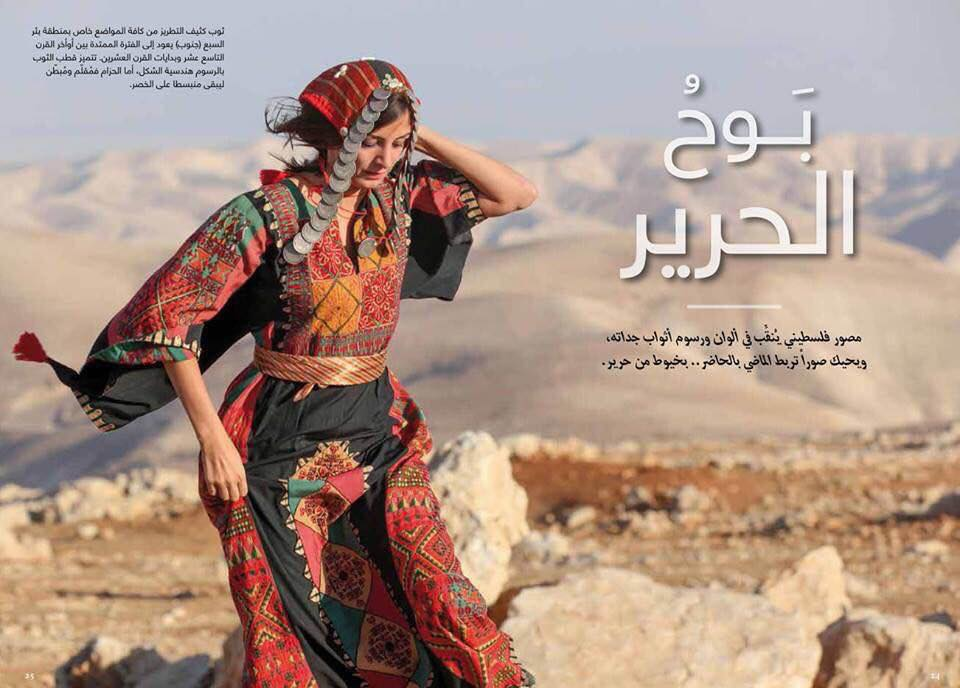 بَـوحُ
الحرير
مصور فلسطيني يُنقِّب في ألوان ورسوم أثواب جداته،
ويحيك صوراً تربط الماضي بالحاضر.. بخيوط من حرير.
ثوب كثيف التطريز من كافة المواضع خاص بمنطقة بئر
السبع (جنوب) يعود إلى الفترة الممتدة بين أواخر القرن
التاسع عشر وبدايات القرن العشرين. تتميز قطب الثوب
بالرسوم هندسية الشكل، أما الحزام فمُقلّم ومُبطّن
ليبقى منبسطا على الخصر.
24
25